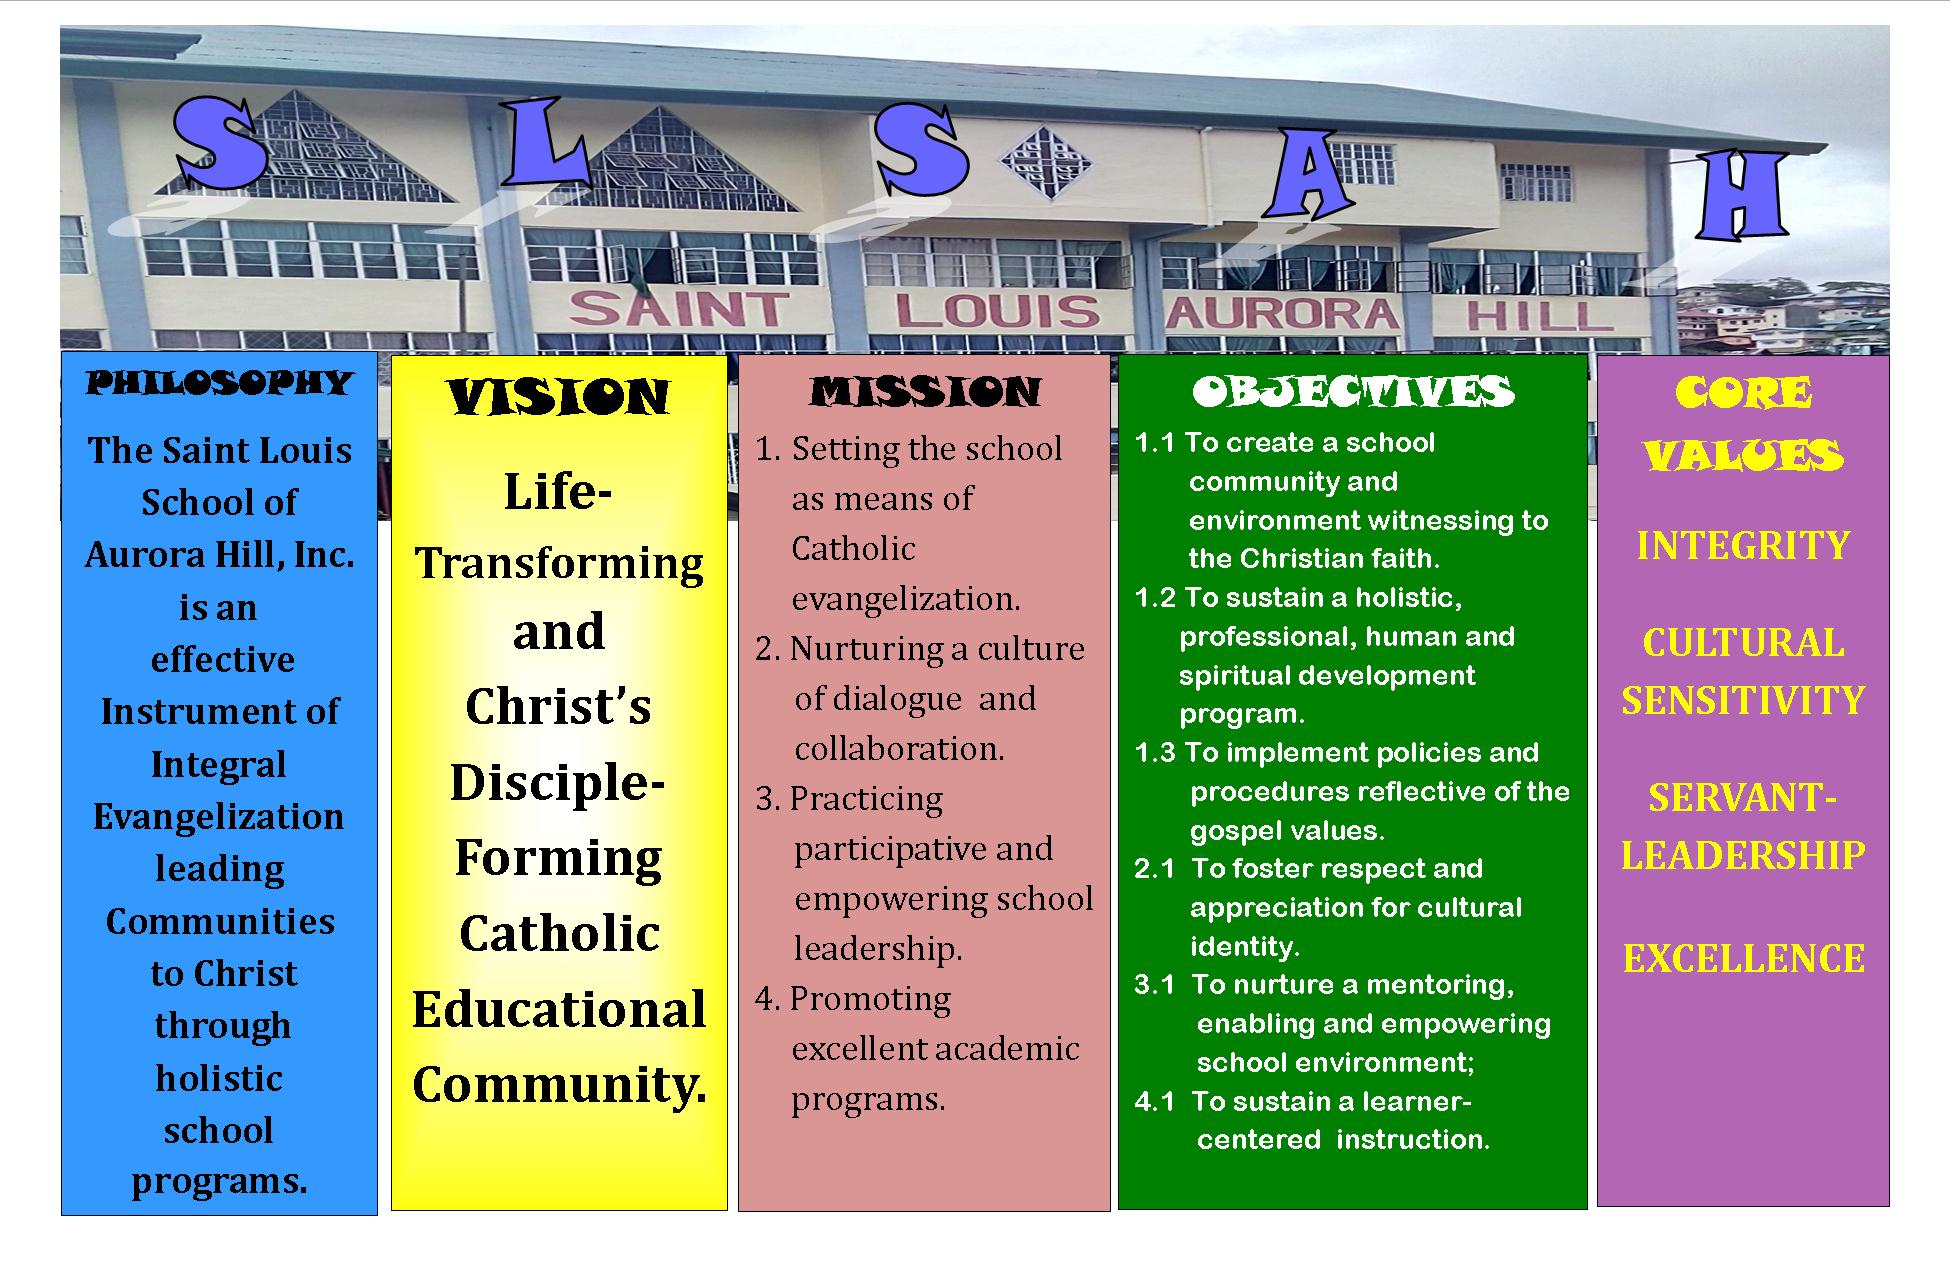 S L S A H
SAINT LOUIS AURORA HILL
PHILOSOPHY
The Saint Louis
School of
Aurora Hill, Inc.
is an
effective
Instrument of
Integral
Evangelization
leading
Communities
to Christ
through
holistic
school
programs.
VISION
Life-
Transforming
and
Christ’s
Disciple-
Forming
Catholic
Educational
Community.
MISSION
1. Setting the school
as means of
Catholic
evangelization.
2. Nurturing a culture
of dialogue and
collaboration.
3. Practicing
participative and
empowering school
leadership.
4. Promoting
excellent academic
programs.
OBJECTIVES
1.1 To create a school
community and
environment witnessing to
the Christian faith.
1.2 To sustain a holistic,
professional, human and
spiritual development
program.
1.3 To implement policies and
procedures reflective of the
gospel values.
2.1 To foster respect and
appreciation for cultural
identity.
3.1 To nurture a mentoring,
enabling and empowering
school environment;
4.1 To sustain a learner-
centered instruction.
CORE
VALUES
INTEGRITY
CULTURAL
SENSITIVITY
SERVANT-
LEADERSHIP
EXCELLENCE